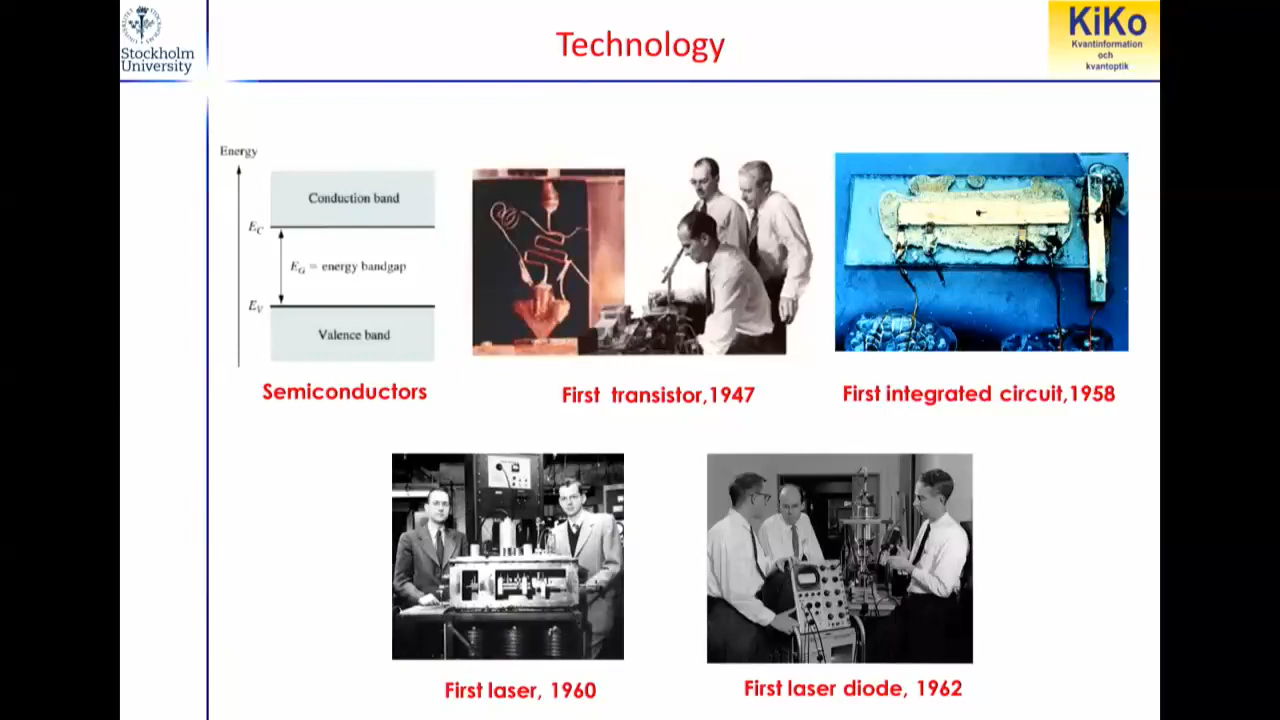 Stockholm
University
Technology
KiKo
Kvantinformation
och
kvantoptik
Energy
Conduction band
E_C
E_G = energy bandgap
E_V
Valence band
Semiconductors
First transistor,1947
First integrated circuit,1958
First laser, 1960
First laser diode, 1962